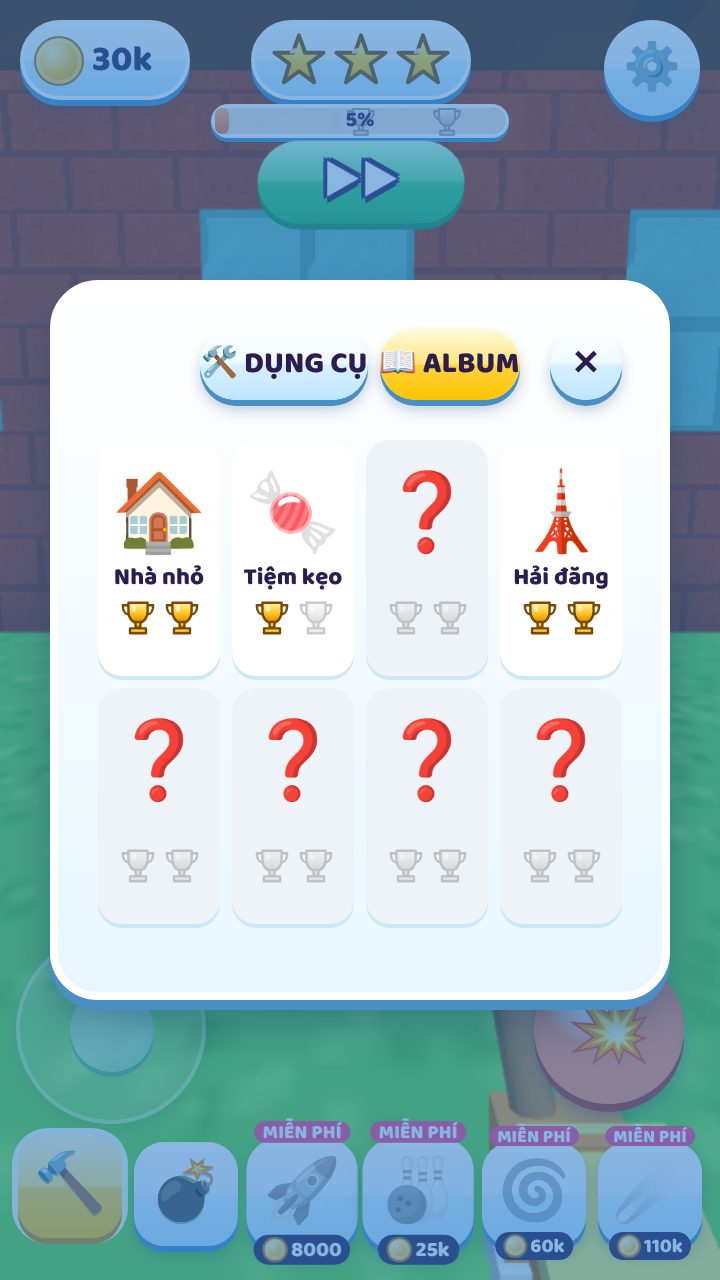 30k
5%
🛠️ DỤNG CỤ
📖 ALBUM
✕
Nhà nhỏ
Tiệm kẹo
Hải đăng
MIỄN PHÍ
MIỄN PHÍ
MIỄN PHÍ
MIỄN PHÍ
8000
25k
60k
110k